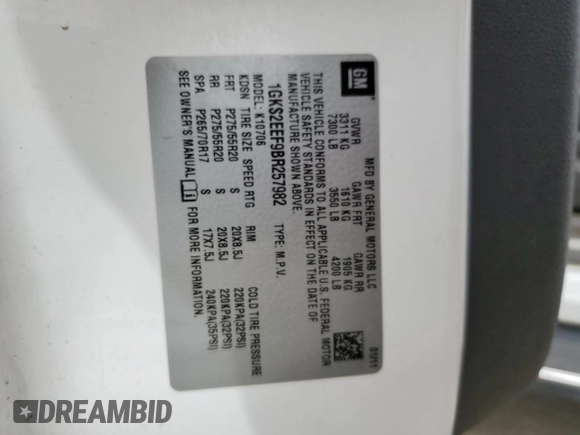 GM
MFD BY GENERAL MOTORS LLC
01/11
GVWR GAWR FRT GAWR RR
3311 KG 1610 KG 1905 KG
7300 LB 3550 LB 4200 LB
THIS VEHICLE CONFORMS TO ALL APPLICABLE U.S. FEDERAL MOTOR
VEHICLE SAFETY STANDARDS IN EFFECT ON THE DATE OF
MANUFACTURE SHOWN ABOVE.
1GKS2EEF9BR257982 TYPE: M.P.V.
MODEL: K10706
KDSN TIRE SIZE SPEED RTG RIM COLD TIRE PRESSURE
FRT P275/55R20 S 20X8.5J 220KPA(32PSI)
RR P275/55R20 S 20X8.5J 220KPA(32PSI)
SPA P265/70R17 S 17X7.5J 240KPA(35PSI)
SEE OWNER'S MANUAL i FOR MORE INFORMATION.
DREAMBID